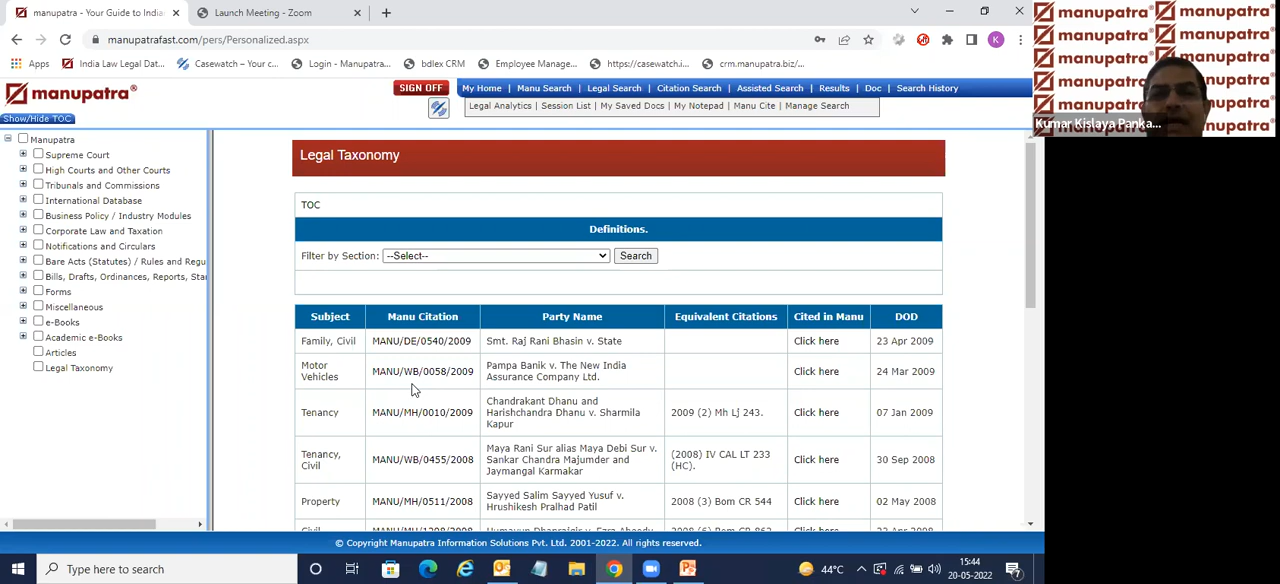 manupatra - Your Guide to India
Launch Meeting - Zoom
manupatrafast.com/pers/Personalized.aspx
K
Apps
India Law Legal Dat...
Casewatch – Your c...
Login - Manupatra...
bdlex CRM
Employee Manage...
https://casewatch.i...
crm.manupatra.biz/...
manupatra
SIGN OFF
My Home | Manu Search | Legal Search | Citation Search | Assisted Search | Results | Doc | Search History
Legal Analytics | Session List | My Saved Docs | My Notepad | Manu Cite | Manage Search
Show/Hide TOC
Manupatra
Supreme Court
High Courts and Other Courts
Tribunals and Commissions
International Database
Business Policy / Industry Modules
Corporate Law and Taxation
Notifications and Circulars
Bare Acts (Statutes) / Rules and Regu
Bills, Drafts, Ordinances, Reports, Star
Forms
Miscellaneous
e-Books
Academic e-Books
Articles
Legal Taxonomy
Legal Taxonomy
TOC
Definitions.
Filter by Section: --Select-- Search
Subject Manu Citation Party Name Equivalent Citations Cited in Manu DOD
Family, Civil MANU/DE/0540/2009 Smt. Raj Rani Bhasin v. State Click here 23 Apr 2009
Motor Vehicles MANU/WB/0058/2009 Pampa Banik v. The New India Assurance Company Ltd. Click here 24 Mar 2009
Tenancy MANU/MH/0010/2009 Chandrakant Dhanu and Harishchandra Dhanu v. Sharmila Kapur 2009 (2) Mh Lj 243. Click here 07 Jan 2009
Tenancy, Civil MANU/WB/0455/2008 Maya Rani Sur alias Maya Debi Sur v. Sankar Chandra Majumder and Jaymangal Karmakar (2008) IV CAL LT 233 (HC). Click here 30 Sep 2008
Property MANU/MH/0511/2008 Sayyed Salim Sayyed Yusuf v. Hrushikesh Pralhad Patil 2008 (3) Bom CR 544 Click here 02 May 2008
© Copyright Manupatra Information Solutions Pvt. Ltd. 2001-2022. All rights reserved.
Type here to search
44°C
15:44
20-05-2022
7
manupatra manupatra
manupatra manupatra
Kumar Kislaya Panka...